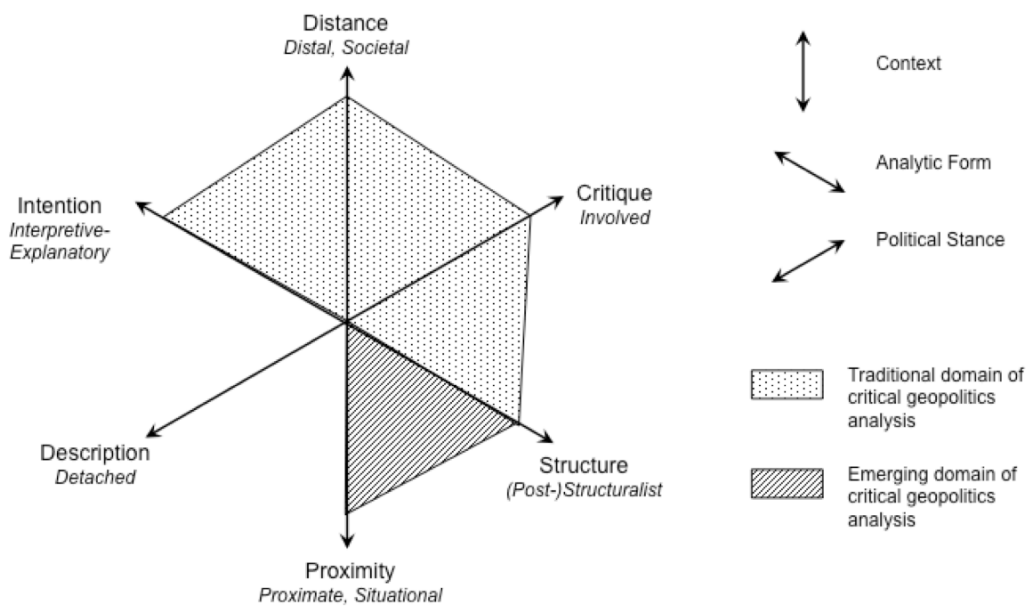 Distance
Distal, Societal
Intention
Interpretive-
Explanatory
Critique
Involved
Description
Detached
Structure
(Post-)Structuralist
Proximity
Proximate, Situational
Context
Analytic Form
Political Stance
Traditional domain of
critical geopolitics
analysis
Emerging domain of
critical geopolitics
analysis